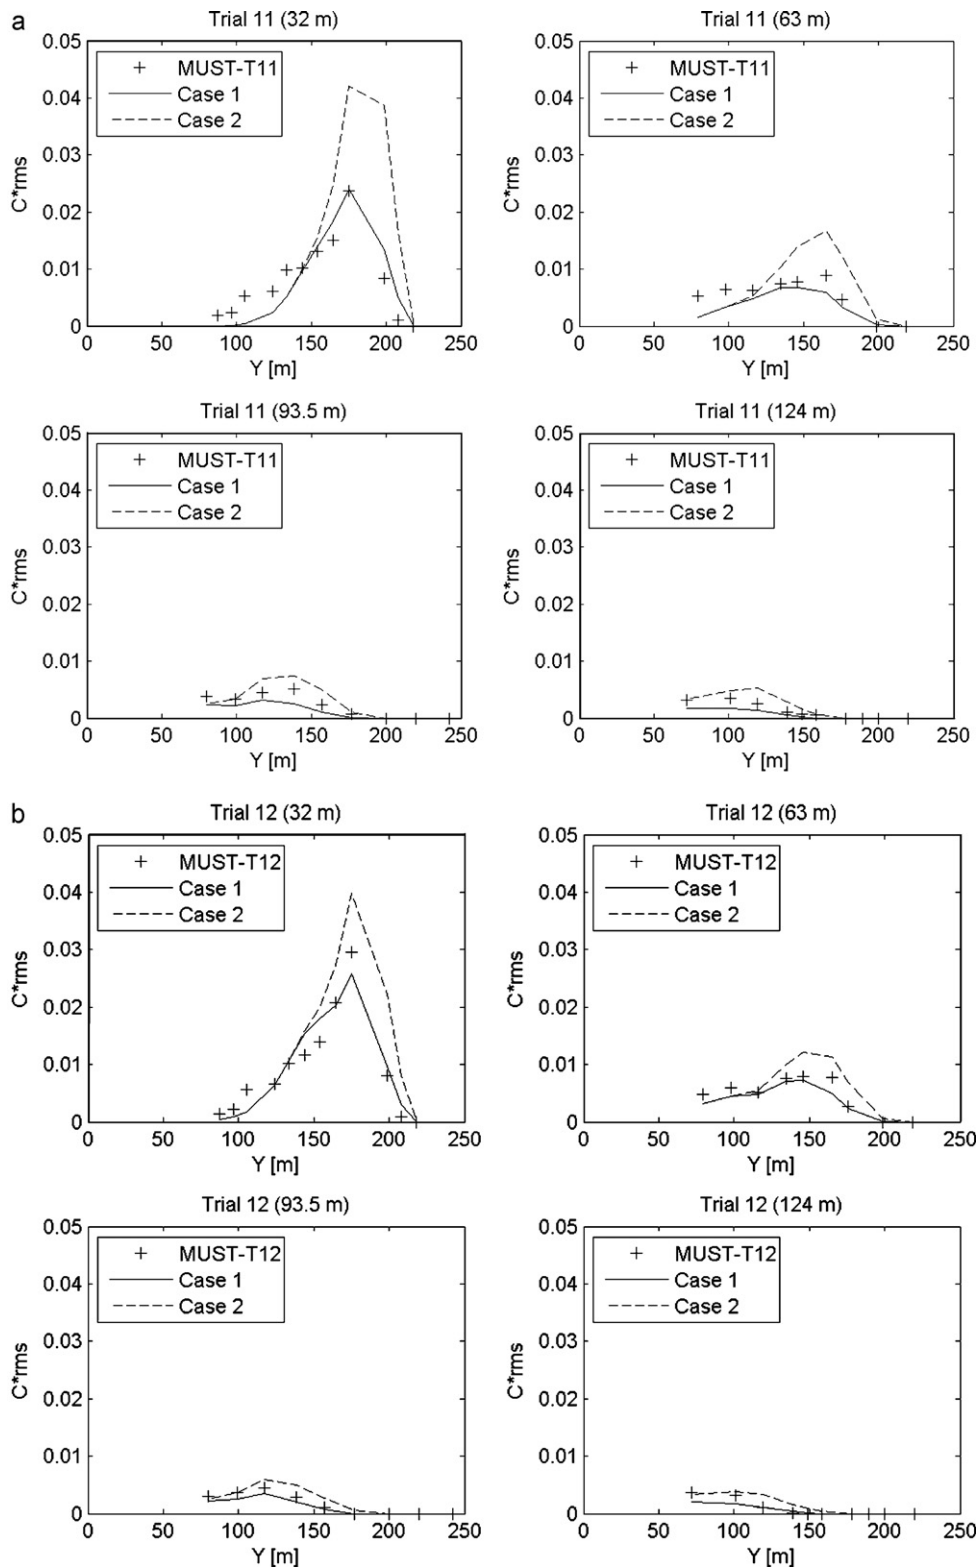 a
Trial 11 (32 m)
0.05
0.04
0.03
0.02
0.01
0
C*rms
MUST-T11
Case 1
Case 2
0 50 100 150 200 250
Y [m]
Trial 11 (63 m)
0.05
0.04
0.03
0.02
0.01
0
C*rms
MUST-T11
Case 1
Case 2
0 50 100 150 200 250
Y [m]
Trial 11 (93.5 m)
0.05
0.04
0.03
0.02
0.01
0
C*rms
MUST-T11
Case 1
Case 2
0 50 100 150 200 250
Y [m]
Trial 11 (124 m)
0.05
0.04
0.03
0.02
0.01
0
C*rms
MUST-T11
Case 1
Case 2
0 50 100 150 200 250
Y [m]
b
Trial 12 (32 m)
0.05
0.04
0.03
0.02
0.01
0
C*rms
MUST-T12
Case 1
Case 2
0 50 100 150 200 250
Y [m]
Trial 12 (63 m)
0.05
0.04
0.03
0.02
0.01
0
C*rms
MUST-T12
Case 1
Case 2
0 50 100 150 200 250
Y [m]
Trial 12 (93.5 m)
0.05
0.04
0.03
0.02
0.01
0
C*rms
MUST-T12
Case 1
Case 2
0 50 100 150 200 250
Y [m]
Trial 12 (124 m)
0.05
0.04
0.03
0.02
0.01
0
C*rms
MUST-T12
Case 1
Case 2
0 50 100 150 200 250
Y [m]